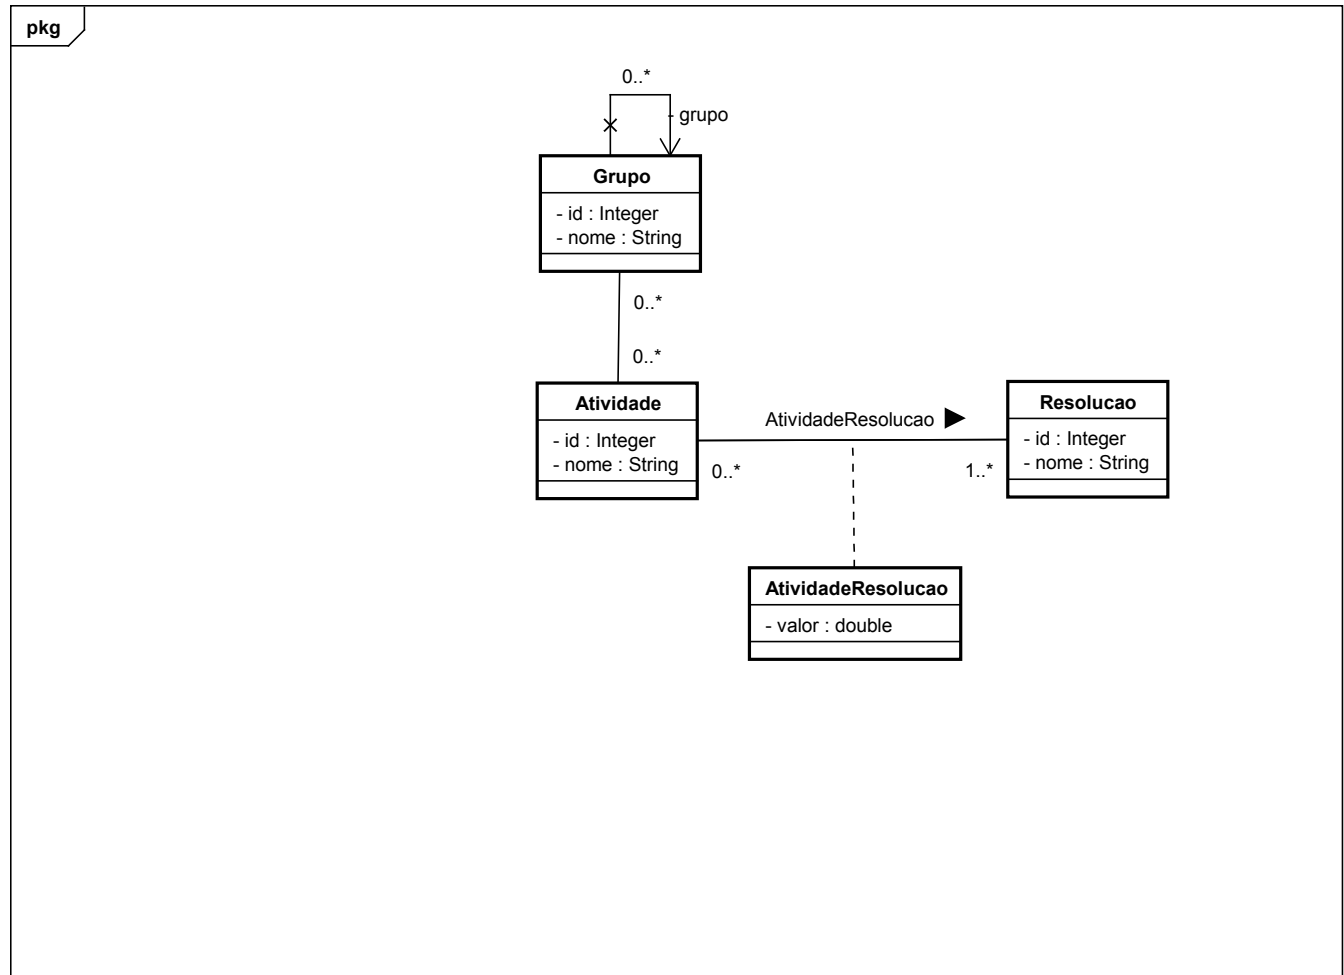 pkg
0..*
- grupo
Grupo
- id : Integer
- nome : String
0..*
0..*
Atividade
- id : Integer
- nome : String
AtividadeResolucao
0..*
1..*
Resolucao
- id : Integer
- nome : String
AtividadeResolucao
- valor : double